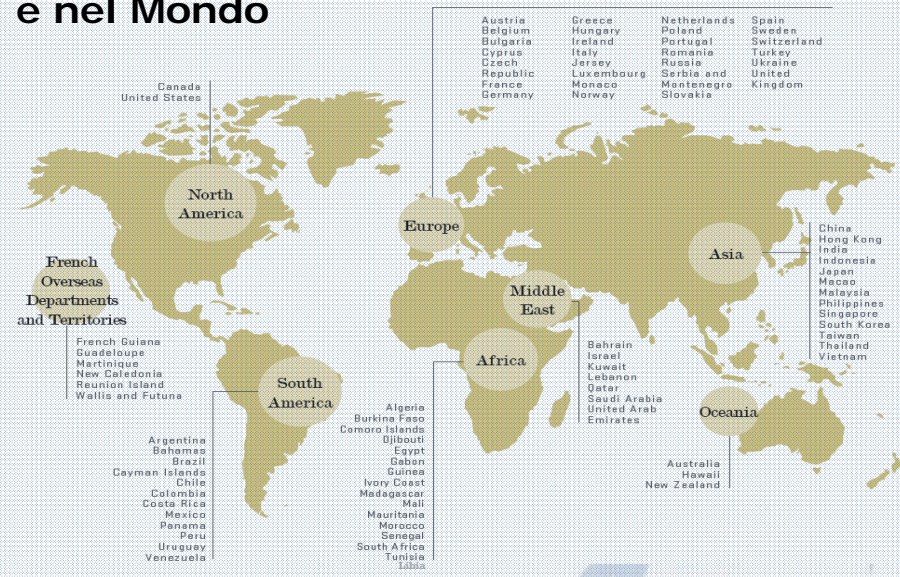 e nel Mondo
Austria
Belgium
Bulgaria
Cyprus
Czech
Republic
France
Germany
Greece
Hungary
Ireland
Italy
Jersey
Luxembourg
Monaco
Norway
Netherlands
Poland
Portugal
Romania
Russia
Serbia and
Montenegro
Slovakia
Spain
Sweden
Switzerland
Turkey
Ukraine
United
Kingdom
Canada
United States
North
America
Europe
Asia
China
Hong Kong
India
Indonesia
Japan
Macao
Malaysia
Philippines
Singapore
South Korea
Taiwan
Thailand
Vietnam
French
Overseas
Departments
and Territories
French Guiana
Guadeloupe
Martinique
New Caledonia
Reunion Island
Wallis and Futuna
Middle
East
Bahrain
Israel
Kuwait
Lebanon
Qatar
Saudi Arabia
United Arab
Emirates
Africa
South
America
Oceania
Argentina
Bahamas
Brazil
Cayman Islands
Chile
Colombia
Costa Rica
Mexico
Panama
Peru
Uruguay
Venezuela
Algeria
Burkina Faso
Comoro Islands
Djibouti
Egypt
Gabon
Guinea
Ivory Coast
Madagascar
Mali
Mauritania
Morocco
Senegal
South Africa
Tunisia
Libia
Australia
Hawaii
New Zealand